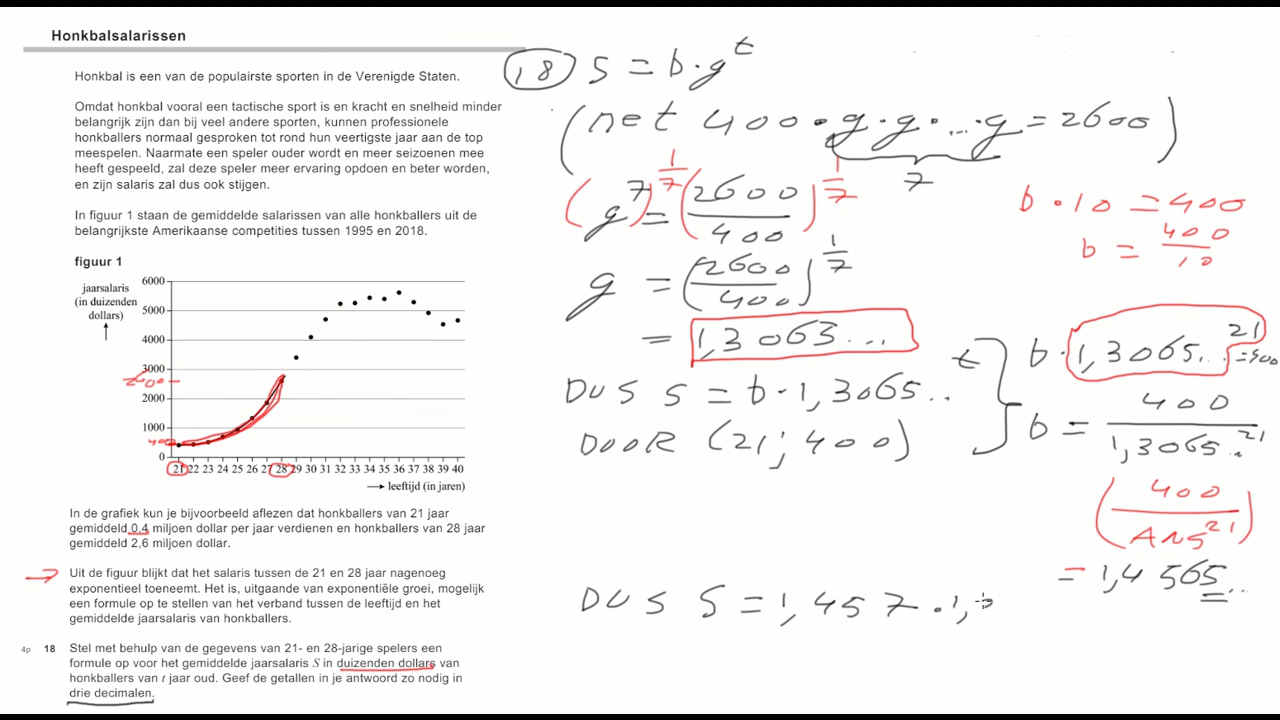 Honkbalsalarissen
Honkbal is een van de populairste sporten in de Verenigde Staten.
Omdat honkbal vooral een tactische sport is en kracht en snelheid minder
belangrijk zijn dan bij veel andere sporten, kunnen professionele
honkballers normaal gesproken tot rond hun veertigste jaar aan de top
meespelen. Naarmate een speler ouder wordt en meer seizoenen mee
heeft gespeeld, zal deze speler meer ervaring opdoen en beter worden,
en zijn salaris zal dus ook stijgen.
In figuur 1 staan de gemiddelde salarissen van alle honkballers uit de
belangrijkste Amerikaanse competities tussen 1995 en 2018.
figuur 1
jaarsalaris
(in duizenden
dollars)
6000
5000
4000
3000
2600
2000
1000
400
0
21 22 23 24 25 26 27 28 29 30 31 32 33 34 35 36 37 38 39 40
leeftijd (in jaren)
In de grafiek kun je bijvoorbeeld aflezen dat honkballers van 21 jaar
gemiddeld 0,4 miljoen dollar per jaar verdienen en honkballers van 28 jaar
gemiddeld 2,6 miljoen dollar.
Uit de figuur blijkt dat het salaris tussen de 21 en 28 jaar nagenoeg
exponentieel toeneemt. Het is, uitgaande van exponentiële groei, mogelijk
een formule op te stellen van het verband tussen de leeftijd en het
gemiddelde jaarsalaris van honkballers.
4p 18 Stel met behulp van de gegevens van 21- en 28-jarige spelers een
formule op voor het gemiddelde jaarsalaris S in duizenden dollars van
honkballers van t jaar oud. Geef de getallen in je antwoord zo nodig in
drie decimalen.
18 S = b·g^t
(net 400·g·g·...·g = 2600)
7
(g^7)^1/7 = (2600/400)^1/7
g = (2600/400)^1/7
= 1,3063...
DUS S = b·1,3065.. t
DOOR (21; 400)
b·10 = 400
b = 400/10
b·1,3065...^21 = 400
b = 400/1,3065..^21
(400/ANS^21)
= 1,4565...
DUS S = 1,457·1,